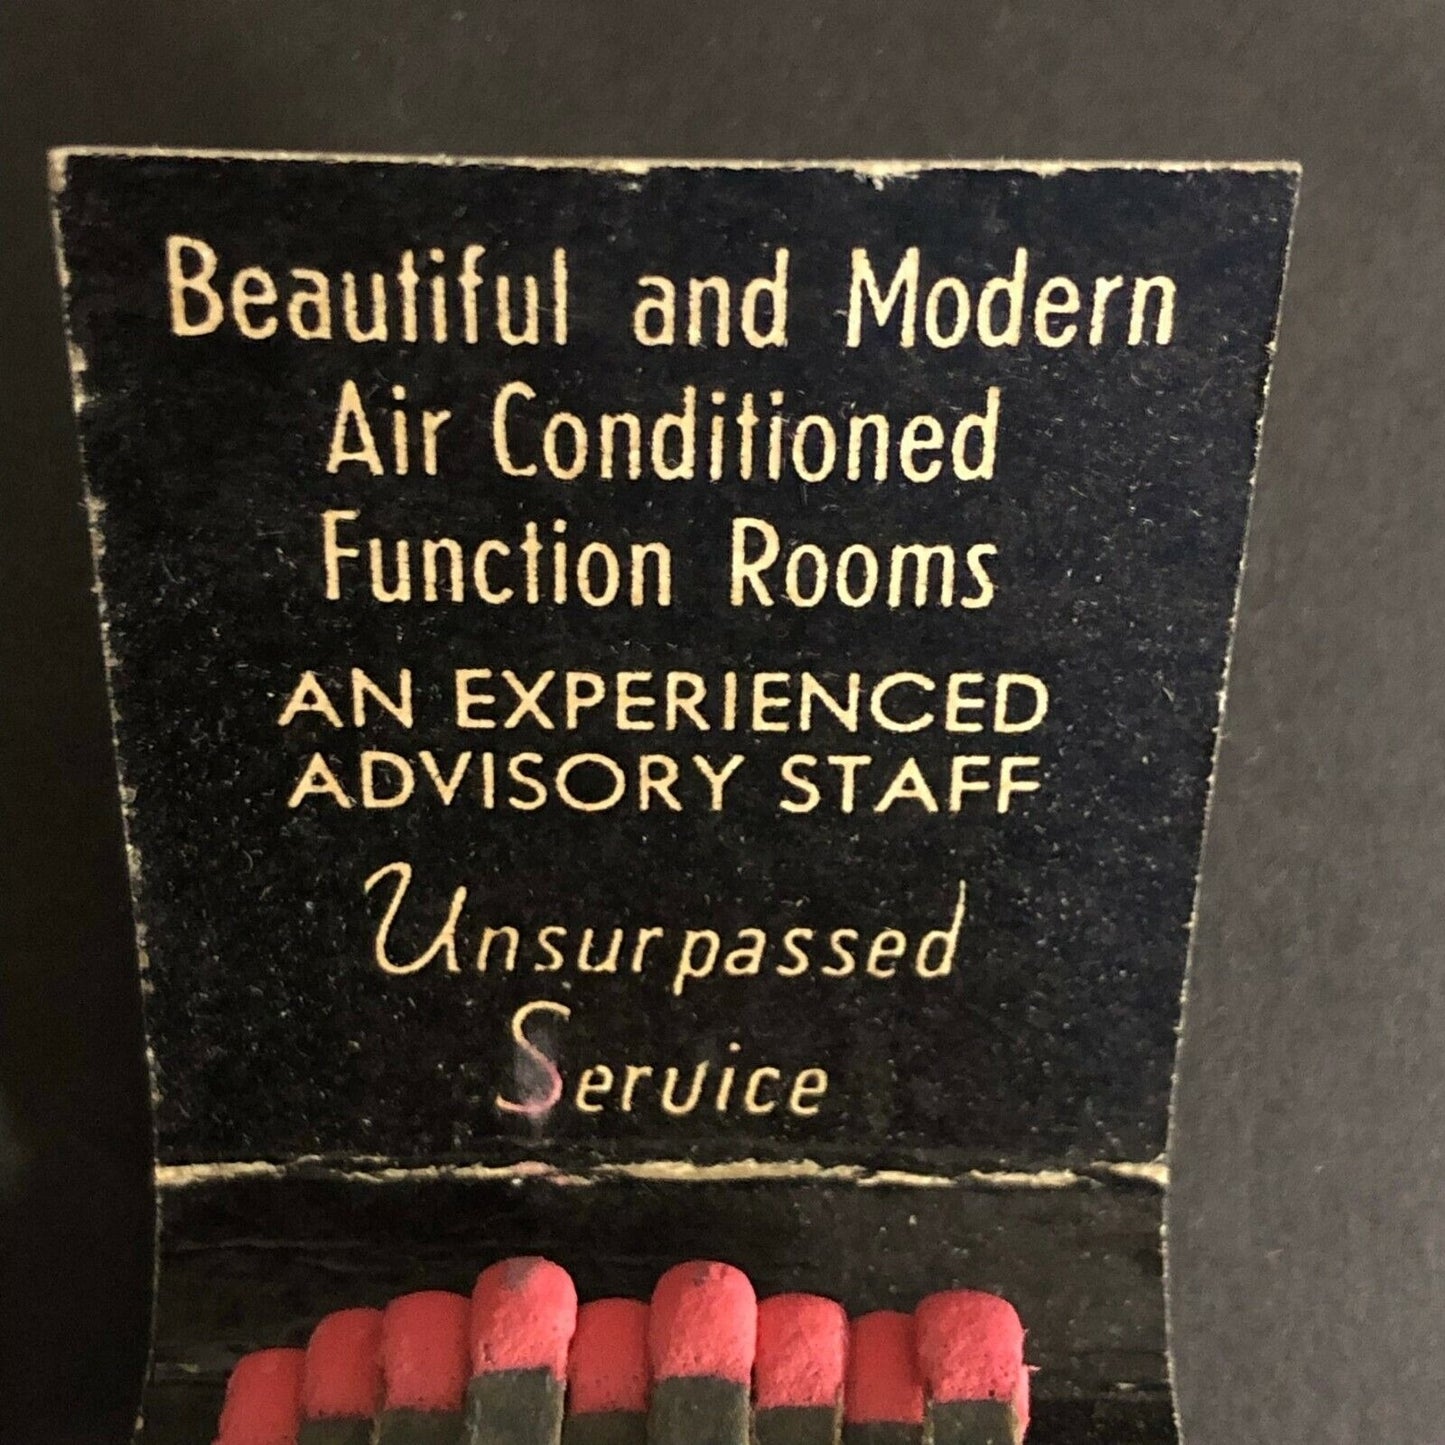 Beautiful and Modern
Air Conditioned
Function Rooms
AN EXPERIENCED
ADVISORY STAFF
Unsurpassed
Service